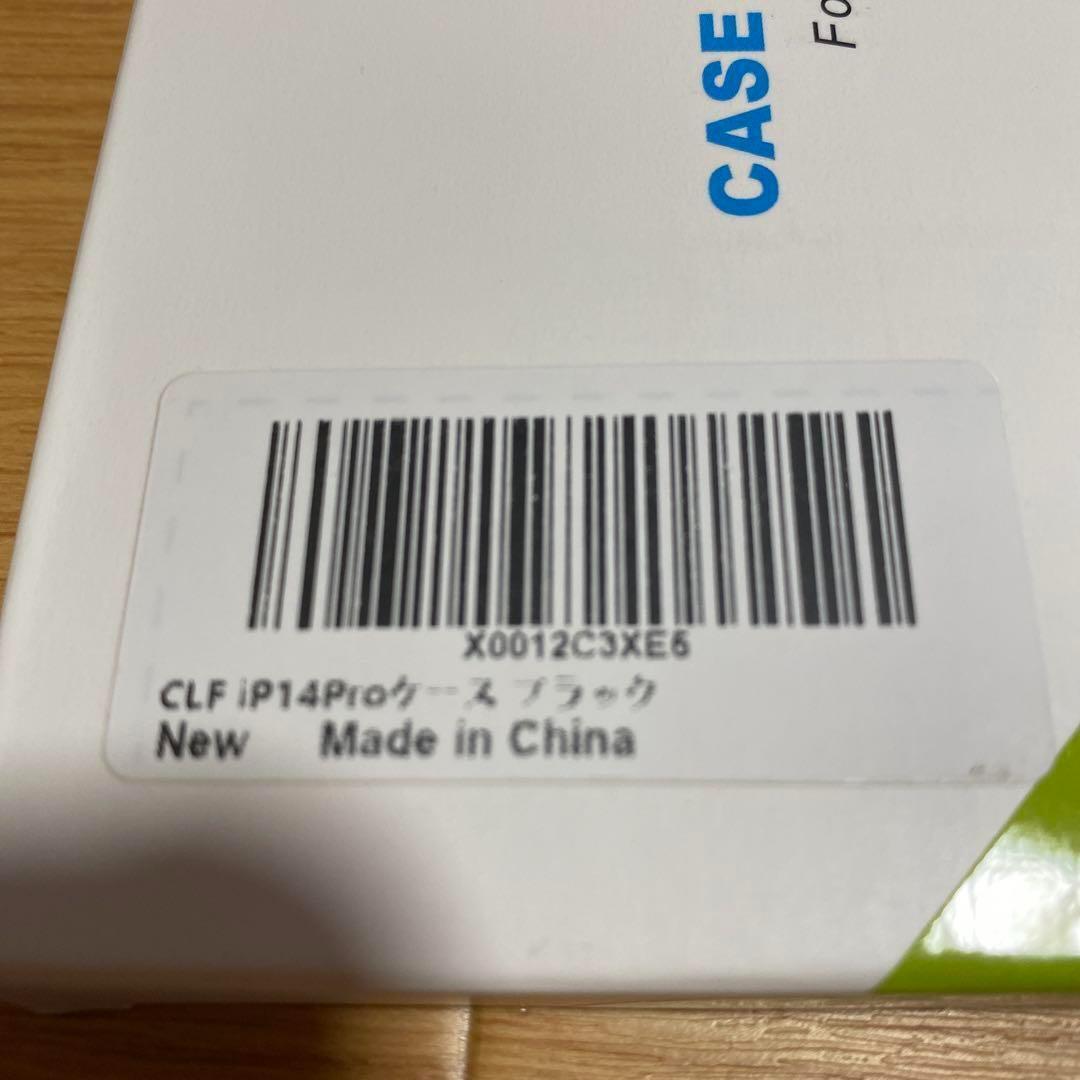 CASE
Fo
X0012C3XE5
CLF iP14Proケース ブラック
New Made in China